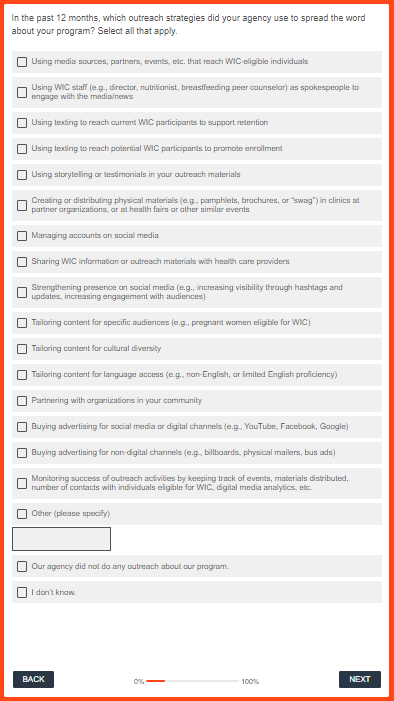 In the past 12 months, which outreach strategies did your agency use to spread the word
about your program? Select all that apply.
Using media sources, partners, events, etc. that reach WIC-eligible individuals
Using WIC staff (e.g., director, nutritionist, breastfeeding peer counselor) as spokespeople to
engage with the media/news
Using texting to reach current WIC participants to support retention
Using texting to reach potential WIC participants to promote enrollment
Using storytelling or testimonials in your outreach materials
Creating or distributing physical materials (e.g., pamphlets, brochures, or "swag") in clinics at
partner organizations, or at health fairs or other similar events
Managing accounts on social media
Sharing WIC information or outreach materials with health care providers
Strengthening presence on social media (e.g., increasing visibility through hashtags and
updates, increasing engagement with audiences)
Tailoring content for specific audiences (e.g., pregnant women eligible for WIC)
Tailoring content for cultural diversity
Tailoring content for language access (e.g., non-English, or limited English proficiency)
Partnering with organizations in your community
Buying advertising for social media or digital channels (e.g., YouTube, Facebook, Google)
Buying advertising for non-digital channels (e.g., billboards, physical mailers, bus ads)
Monitoring success of outreach activities by keeping track of events, materials distributed,
number of contacts with individuals eligible for WIC, digital media analytics, etc.
Other (please specify)
Our agency did not do any outreach about our program.
I don't know.
BACK
0% 100%
NEXT